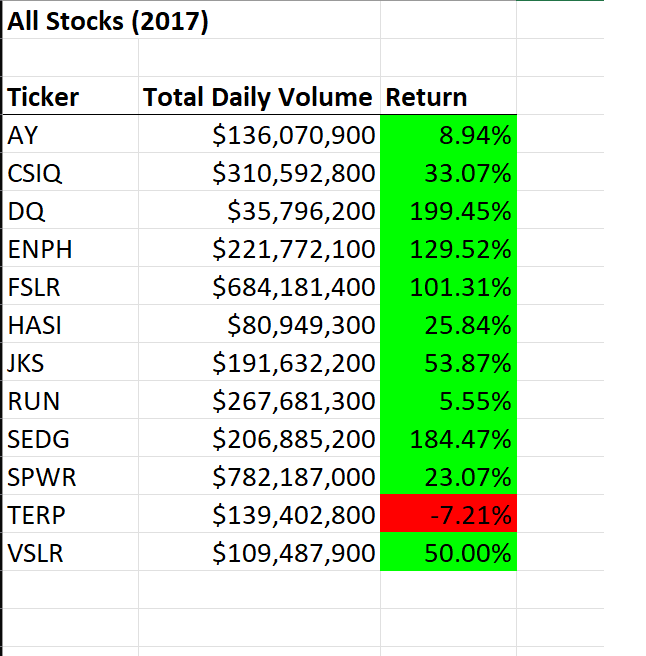 All Stocks (2017)
Ticker Total Daily Volume Return
AY $136,070,900 8.94%
CSIQ $310,592,800 33.07%
DQ $35,796,200 199.45%
ENPH $221,772,100 129.52%
FSLR $684,181,400 101.31%
HASI $80,949,300 25.84%
JKS $191,632,200 53.87%
RUN $267,681,300 5.55%
SEDG $206,885,200 184.47%
SPWR $782,187,000 23.07%
TERP $139,402,800 -7.21%
VSLR $109,487,900 50.00%